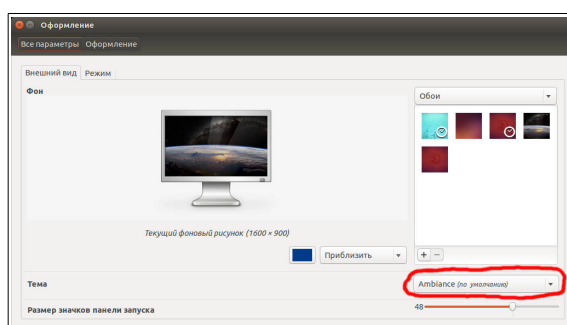 Оформление
Все параметры Оформление
Внешний вид Режим
Фон
Обои
Текущий фоновый рисунок (1600 × 900)
Приблизить
+ −
Тема
Ambiance (по умолчанию)
Размер значков панели запуска
48